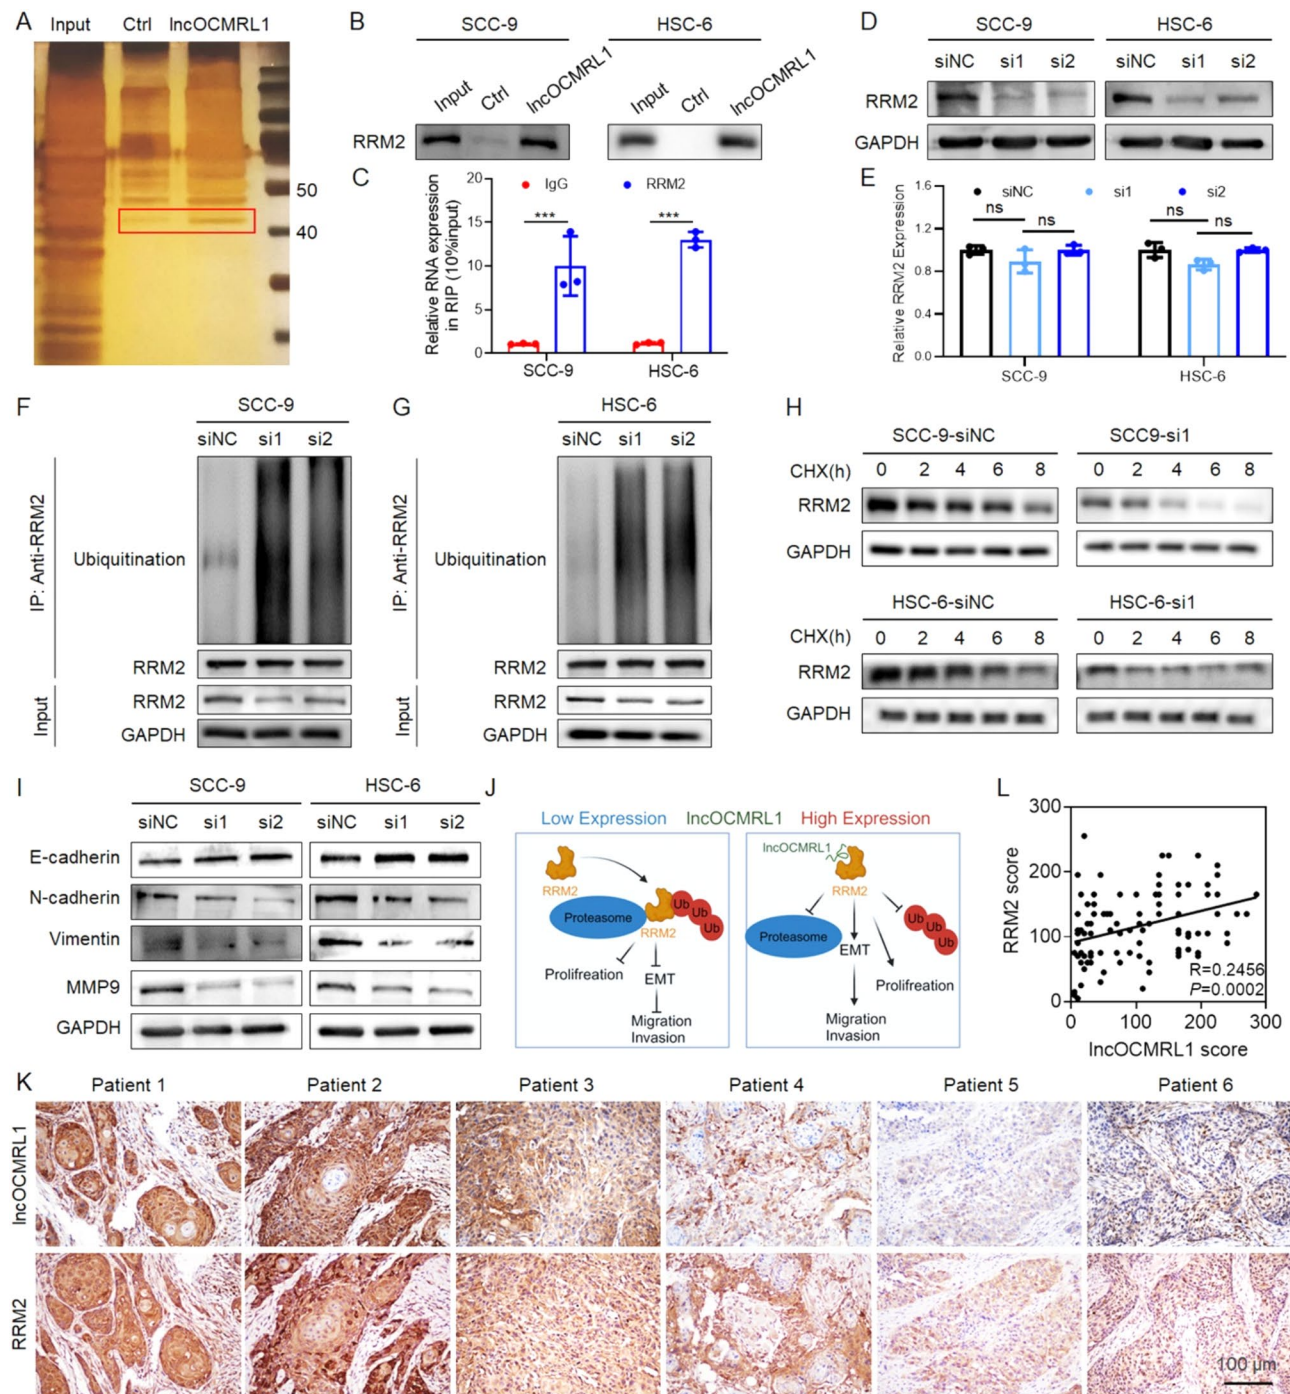 A
Input Ctrl lncOCMRL1
50
40
B
SCC-9 HSC-6
Input Ctrl lncOCMRL1 Input Ctrl lncOCMRL1
RRM2
C
IgG RRM2
Relative RNA expression
in RIP (10%input)
20
15
10
5
0
*** ***
SCC-9 HSC-6
D
SCC-9 HSC-6
siNC si1 si2 siNC si1 si2
RRM2
GAPDH
E
siNC si1 si2
Relative RRM2 Expression
1.6
1.2
0.8
0.4
0.0
ns ns ns ns
SCC-9 HSC-6
F
SCC-9
siNC si1 si2
IP: Anti-RRM2
Ubiquitination
RRM2
Input
RRM2
GAPDH
G
HSC-6
siNC si1 si2
IP: Anti-RRM2
Ubiquitination
RRM2
Input
RRM2
GAPDH
H
SCC-9-siNC SCC9-si1
CHX(h) 0 2 4 6 8 0 2 4 6 8
RRM2
GAPDH
HSC-6-siNC HSC-6-si1
CHX(h) 0 2 4 6 8 0 2 4 6 8
RRM2
GAPDH
I
SCC-9 HSC-6
siNC si1 si2 siNC si1 si2
E-cadherin
N-cadherin
Vimentin
MMP9
GAPDH
J
Low Expression lncOCMRL1 High Expression
RRM2
Proteasome
Ub Ub Ub
RRM2
Prolifreation
EMT
Migration
Invasion
lncOCMRL1
RRM2
Proteasome
Ub Ub Ub
EMT
Prolifreation
Migration
Invasion
L
RRM2 score
300
200
100
0
R=0.2456
P=0.0002
0 100 200 300
lncOCMRL1 score
K
Patient 1 Patient 2 Patient 3 Patient 4 Patient 5 Patient 6
lncOCMRL1
RRM2
100 μm